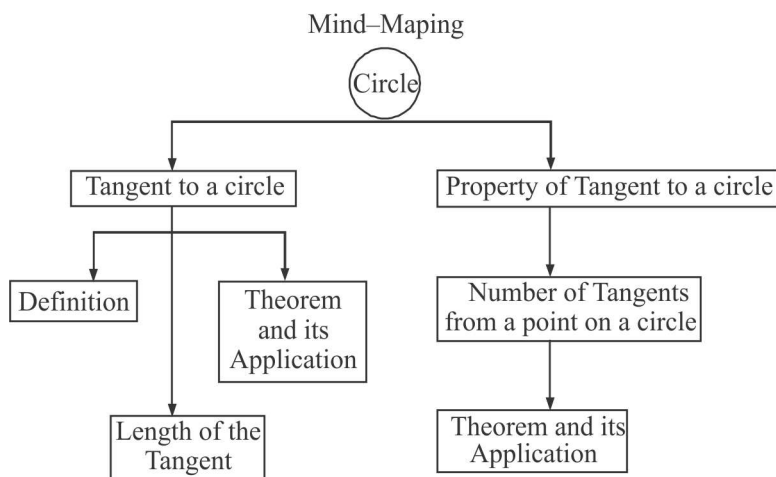 Mind–Maping
Circle
Tangent to a circle
Property of Tangent to a circle
Definition
Theorem
and its
Application
Number of Tangents
from a point on a circle
Length of the
Tangent
Theorem and its
Application